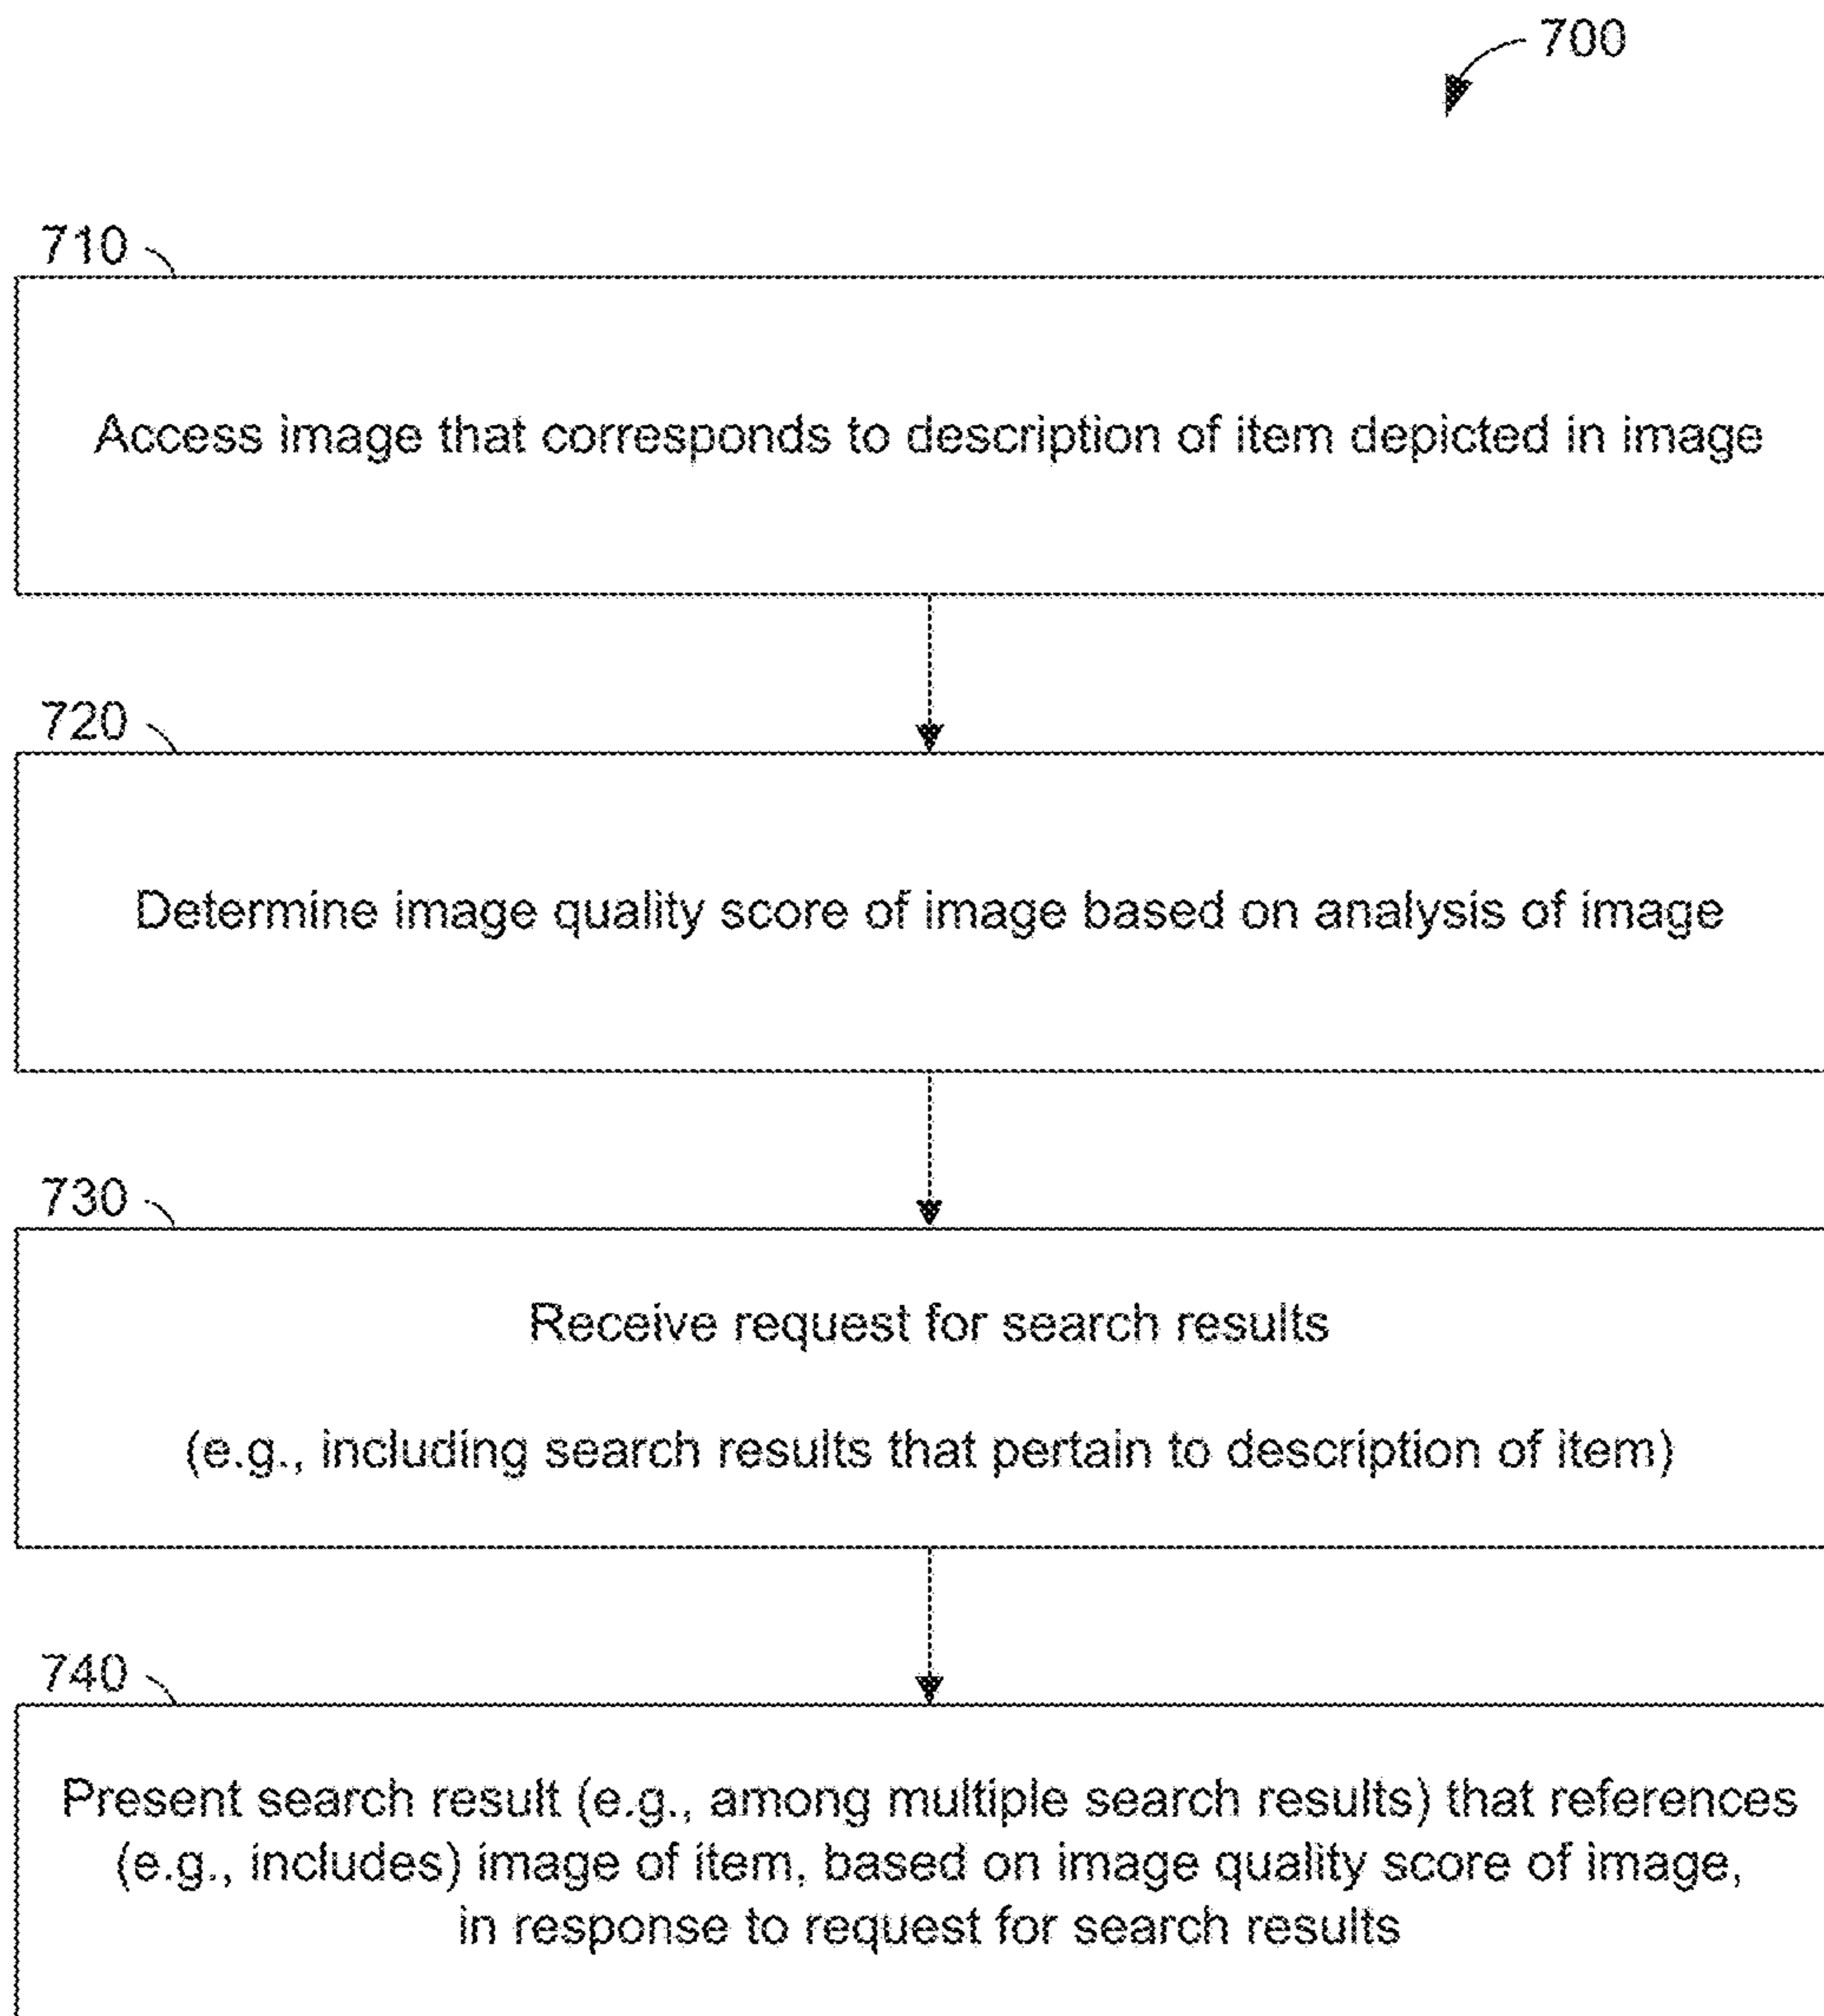 700
710
Access image that corresponds to description of item depicted in image
720
Determine image quality score of image based on analysis of image
730
Receive request for search results
(e.g., including search results that pertain to description of item)
740
Present search result (e.g., among multiple search results) that references
(e.g., includes) image of item, based on image quality score of image,
in response to request for search results